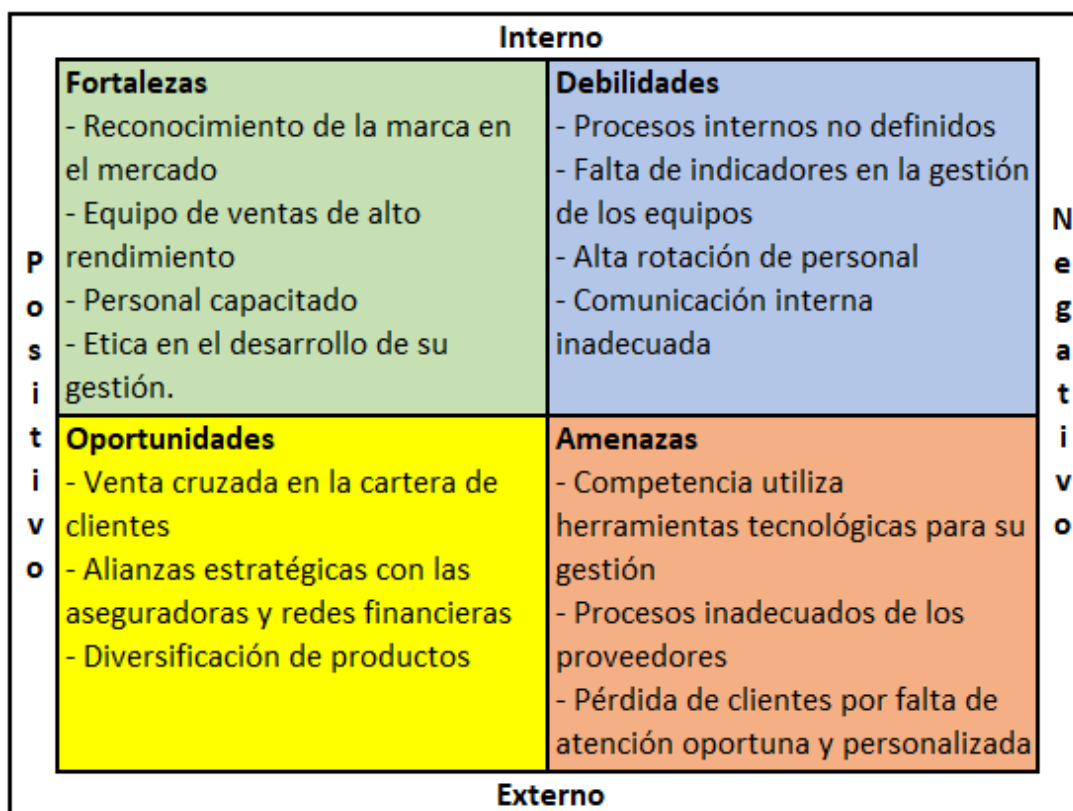 Interno
Fortalezas
- Reconocimiento de la marca en
el mercado
- Equipo de ventas de alto
rendimiento
- Personal capacitado
- Etica en el desarrollo de su
gestión.
Debilidades
- Procesos internos no definidos
- Falta de indicadores en la gestión
de los equipos
- Alta rotación de personal
- Comunicación interna
inadecuada
Positivo
Negativo
Oportunidades
- Venta cruzada en la cartera de
clientes
- Alianzas estratégicas con las
aseguradoras y redes financieras
- Diversificación de productos
Amenazas
- Competencia utiliza
herramientas tecnológicas para su
gestión
- Procesos inadecuados de los
proveedores
- Pérdida de clientes por falta de
atención oportuna y personalizada
Externo